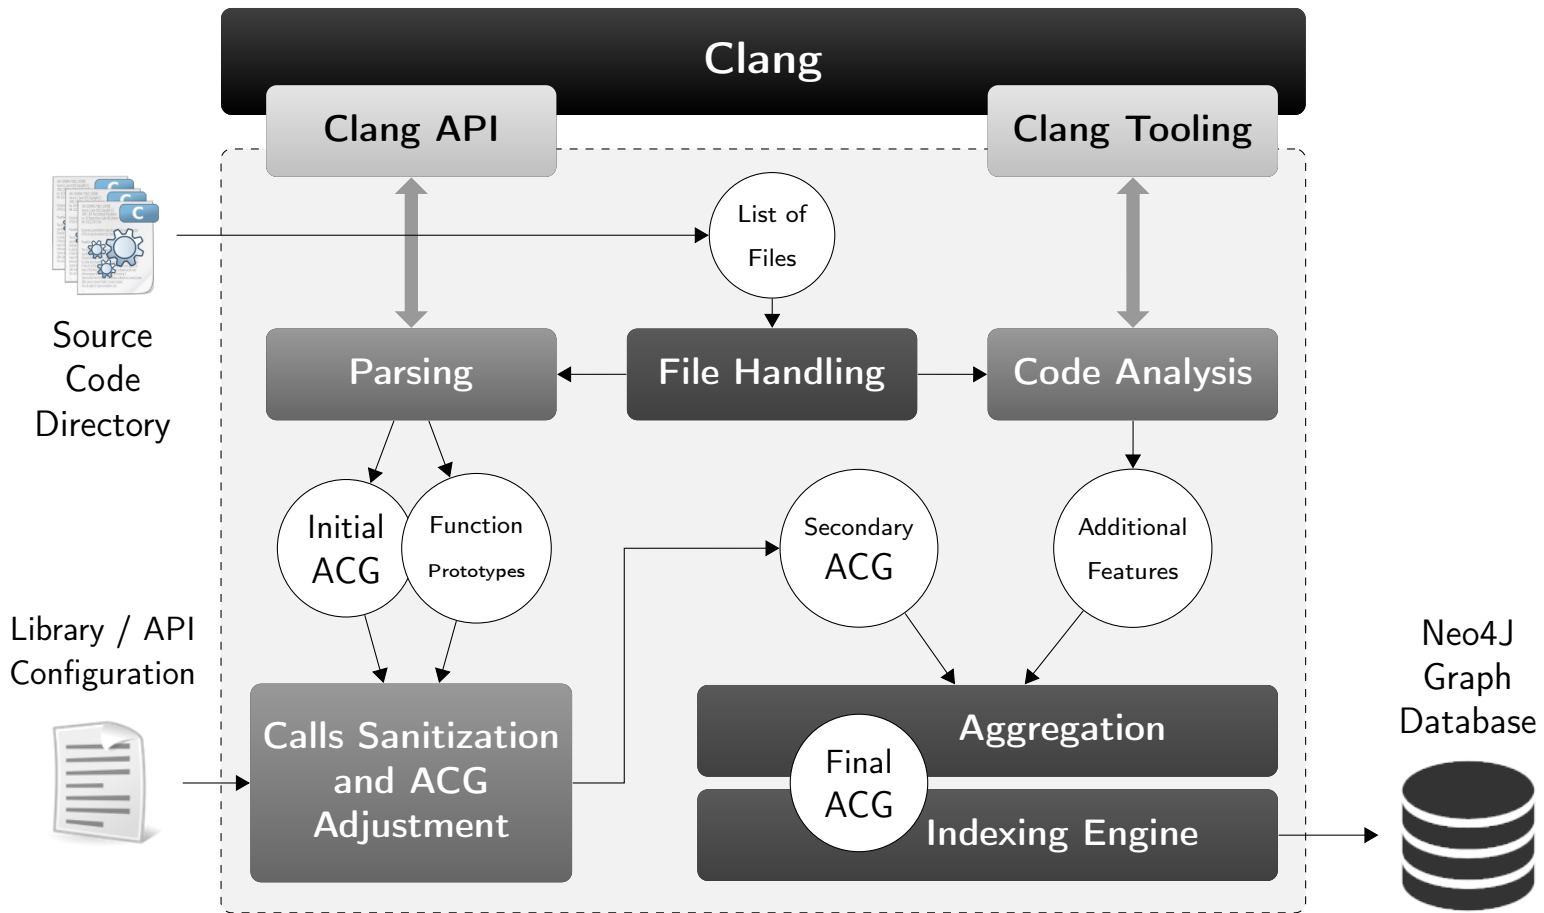 Clang
Clang API
Clang Tooling
C
List of
Files
Source
Code
Directory
Parsing
File Handling
Code Analysis
Initial
ACG
Function
Prototypes
Secondary
ACG
Additional
Features
Library / API
Configuration
Calls Sanitization
and ACG
Adjustment
Aggregation
Final
ACG
Indexing Engine
Neo4J
Graph
Database